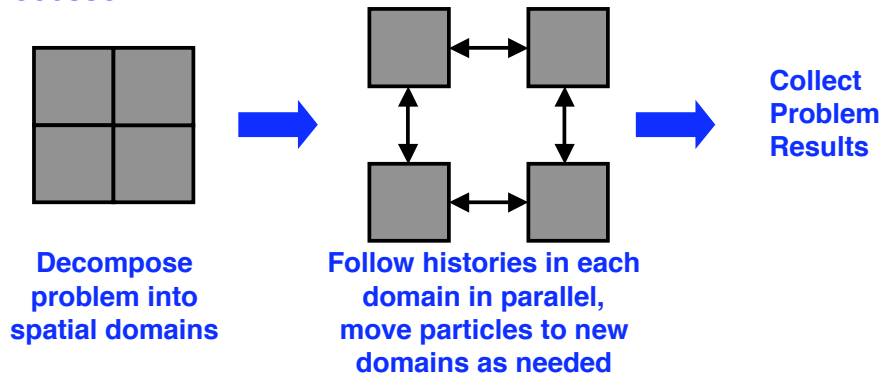 Collect
Problem
Results
Decompose
problem into
spatial domains
Follow histories in each
domain in parallel,
move particles to new
domains as needed